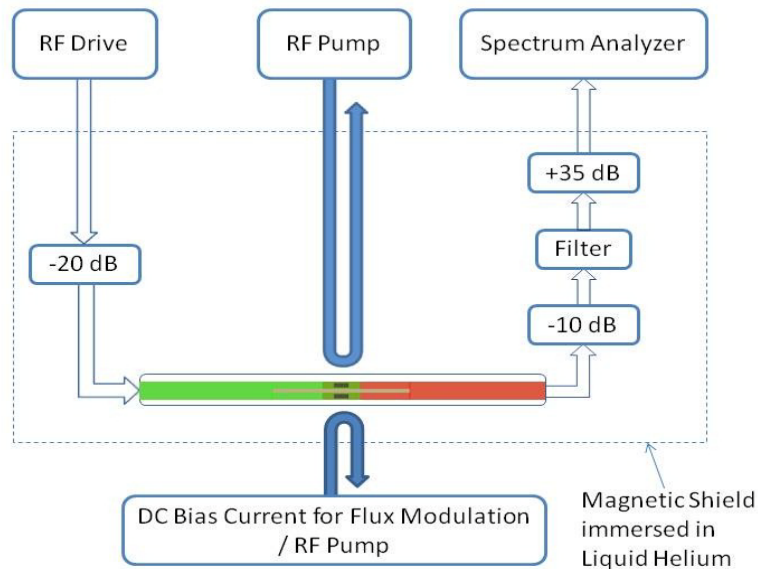 RF Drive
RF Pump
Spectrum Analyzer
+35 dB
-20 dB
Filter
-10 dB
DC Bias Current for Flux Modulation
/ RF Pump
Magnetic Shield
immersed in
Liquid Helium